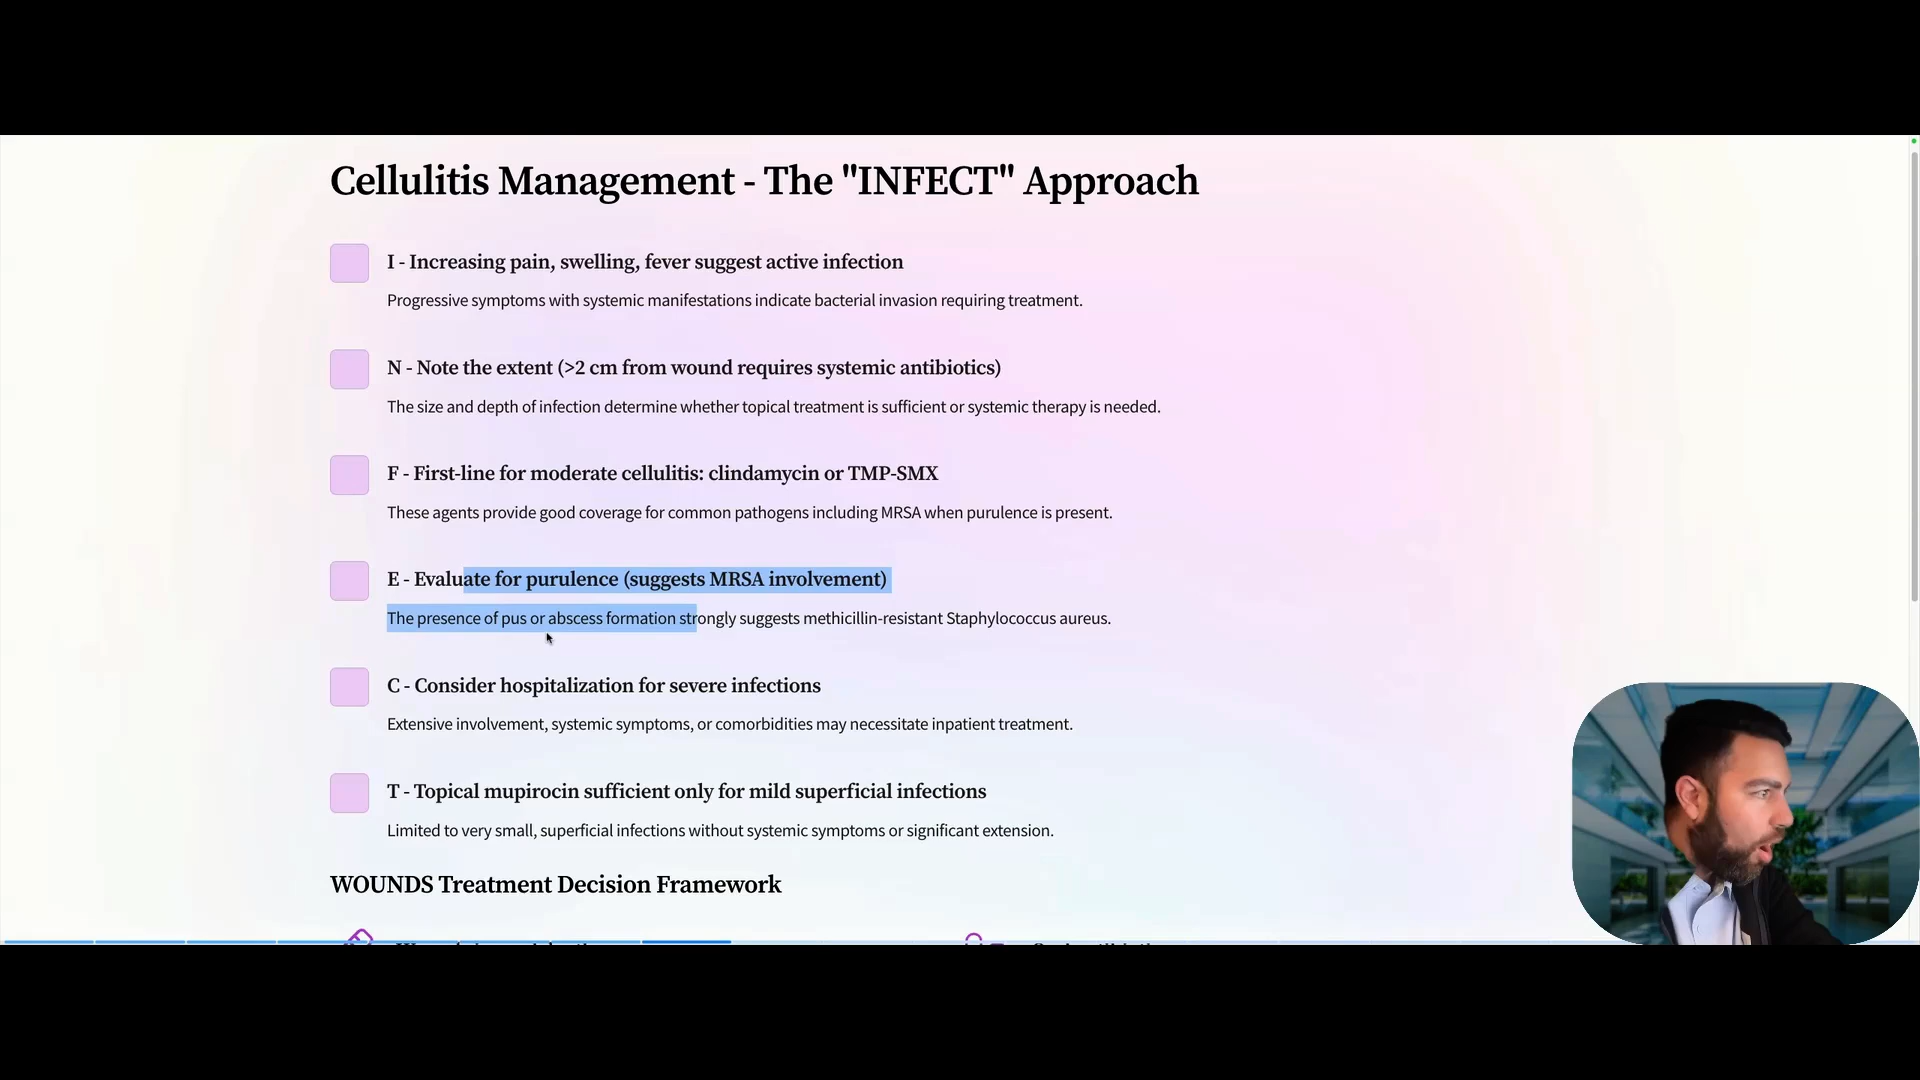 Cellulitis Management - The "INFECT" Approach
I - Increasing pain, swelling, fever suggest active infection
Progressive symptoms with systemic manifestations indicate bacterial invasion requiring treatment.
N - Note the extent (>2 cm from wound requires systemic antibiotics)
The size and depth of infection determine whether topical treatment is sufficient or systemic therapy is needed.
F - First-line for moderate cellulitis: clindamycin or TMP-SMX
These agents provide good coverage for common pathogens including MRSA when purulence is present.
E - Evaluate for purulence (suggests MRSA involvement)
The presence of pus or abscess formation strongly suggests methicillin-resistant Staphylococcus aureus.
C - Consider hospitalization for severe infections
Extensive involvement, systemic symptoms, or comorbidities may necessitate inpatient treatment.
T - Topical mupirocin sufficient only for mild superficial infections
Limited to very small, superficial infections without systemic symptoms or significant extension.
WOUNDS Treatment Decision Framework